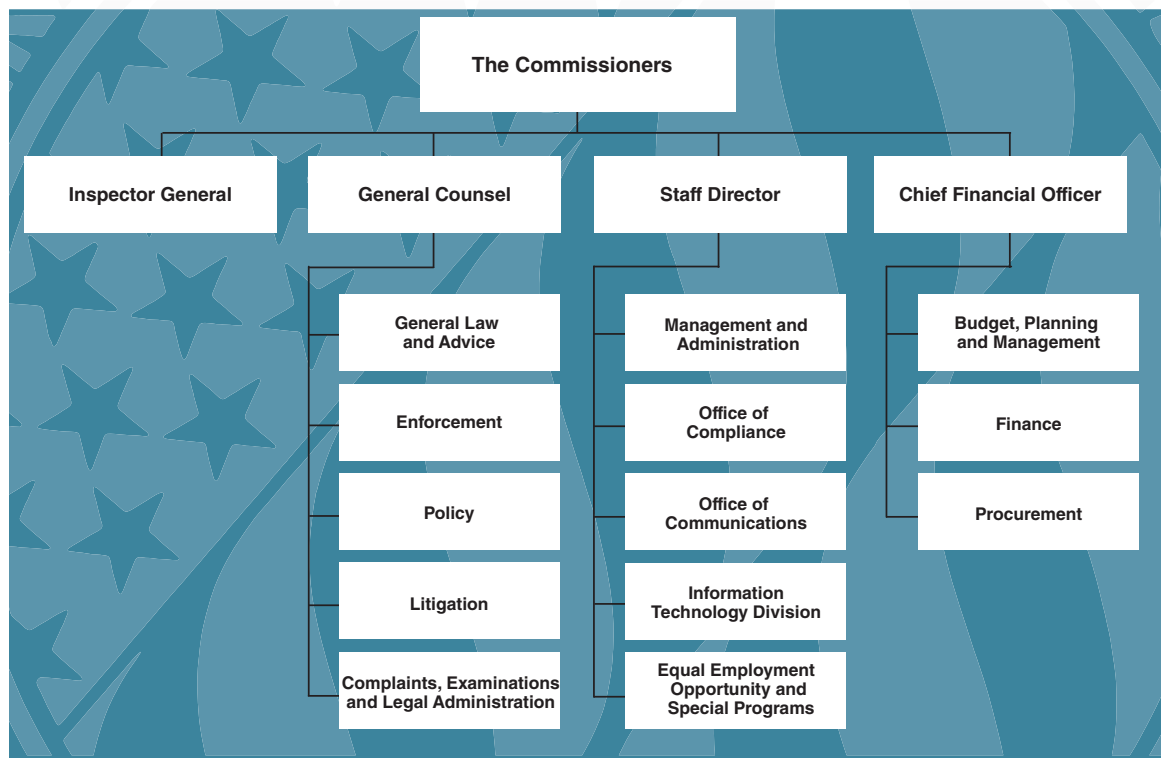 The Commissioners
Inspector General
General Counsel
Staff Director
Chief Financial Officer
General Law
and Advice
Enforcement
Policy
Litigation
Complaints, Examinations
and Legal Administration
Management and
Administration
Office of
Compliance
Office of
Communications
Information
Technology Division
Equal Employment
Opportunity and
Special Programs
Budget, Planning
and Management
Finance
Procurement